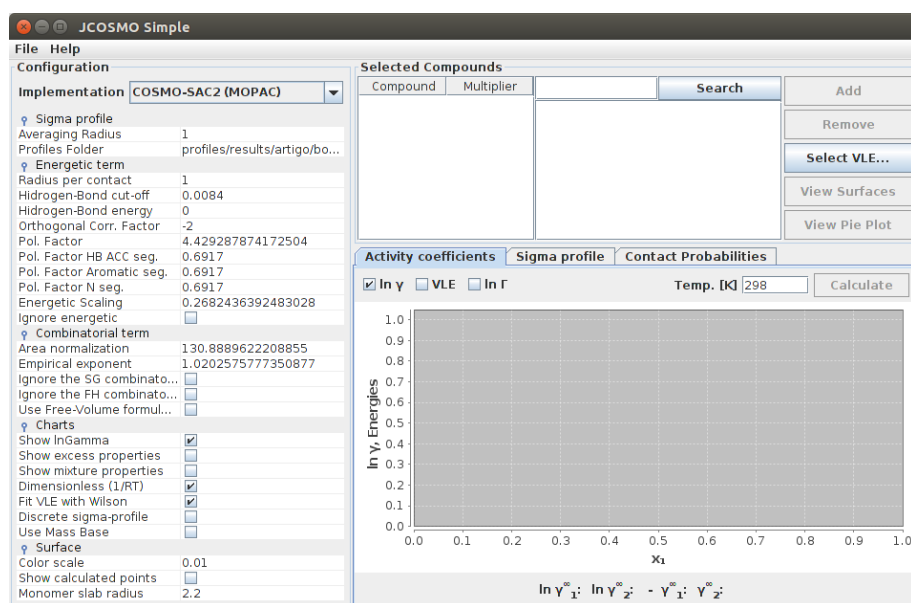 JCOSMO Simple
File Help
Configuration
Implementation COSMO-SAC2 (MOPAC)
Sigma profile
Averaging Radius 1
Profiles Folder profiles/results/artigo/bo...
Energetic term
Radius per contact 1
Hidrogen-Bond cut-off 0.0084
Hidrogen-Bond energy 0
Orthogonal Corr. Factor -2
Pol. Factor 4.429287874172504
Pol. Factor HB ACC seg. 0.6917
Pol. Factor Aromatic seg. 0.6917
Pol. Factor N seg. 0.6917
Energetic Scaling 0.2682436392483028
Ignore energetic
Combinatorial term
Area normalization 130.8889622208855
Empirical exponent 1.0202575777350877
Ignore the SG combinato...
Ignore the FH combinato...
Use Free-Volume formul...
Charts
Show lnGamma
Show excess properties
Show mixture properties
Dimensionless (1/RT)
Fit VLE with Wilson
Discrete sigma-profile
Use Mass Base
Surface
Color scale 0.01
Show calculated points
Monomer slab radius 2.2
Selected Compounds
Compound Multiplier Search
Add
Remove
Select VLE...
View Surfaces
View Pie Plot
Activity coefficients Sigma profile Contact Probabilities
ln γ VLE ln Γ Temp. [K] 298 Calculate
ln γ, Energies
1.0
0.9
0.8
0.7
0.6
0.5
0.4
0.3
0.2
0.1
0.0
0.0 0.1 0.2 0.3 0.4 0.5 0.6 0.7 0.8 0.9 1.0
x₁
ln γ∞₁: ln γ∞₂: - γ∞₁: γ∞₂: